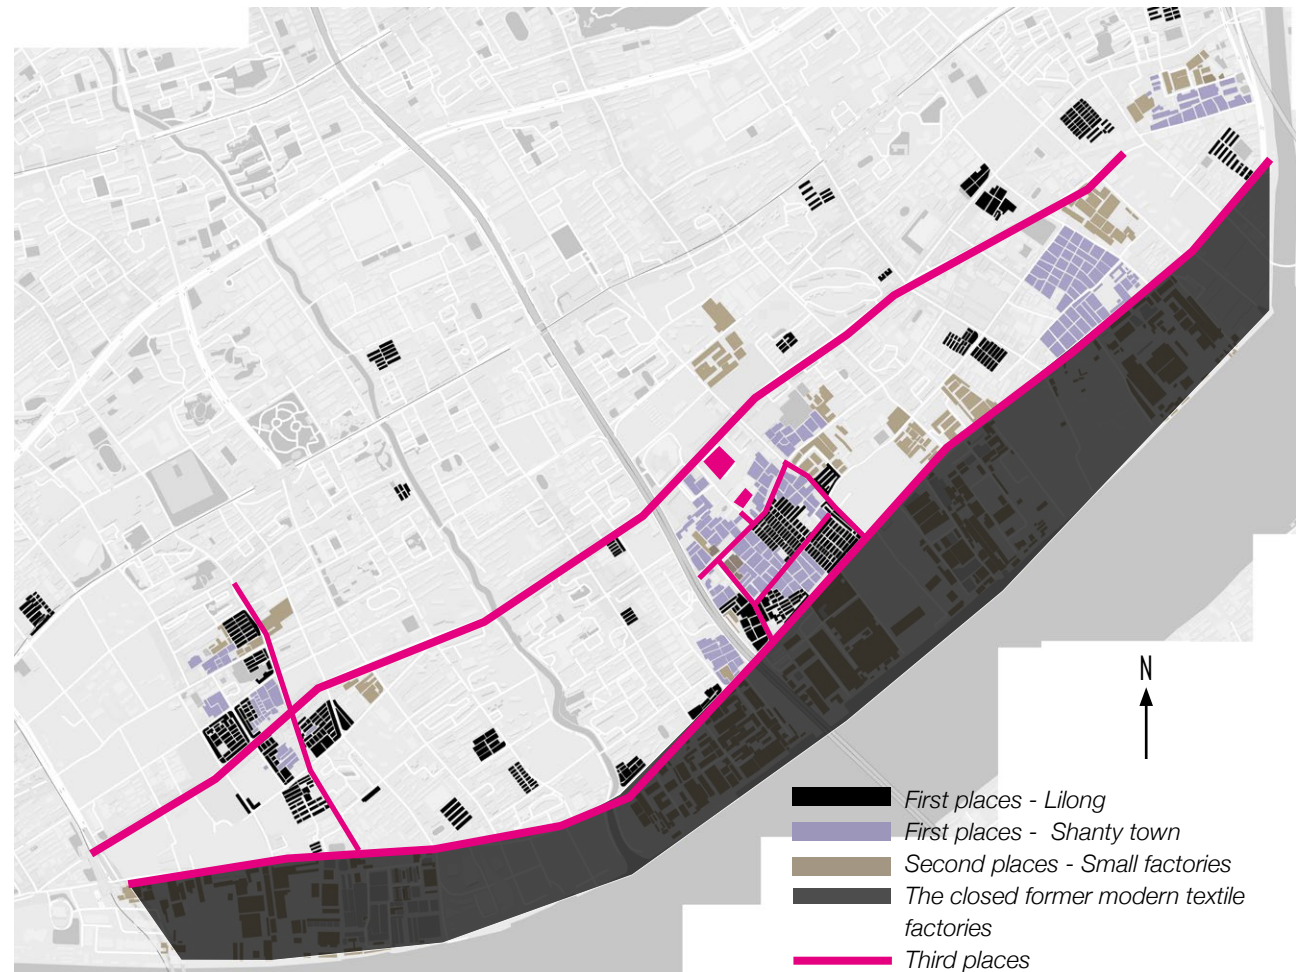 N
First places - Lilong
First places - Shanty town
Second places - Small factories
The closed former modern textile
factories
Third places